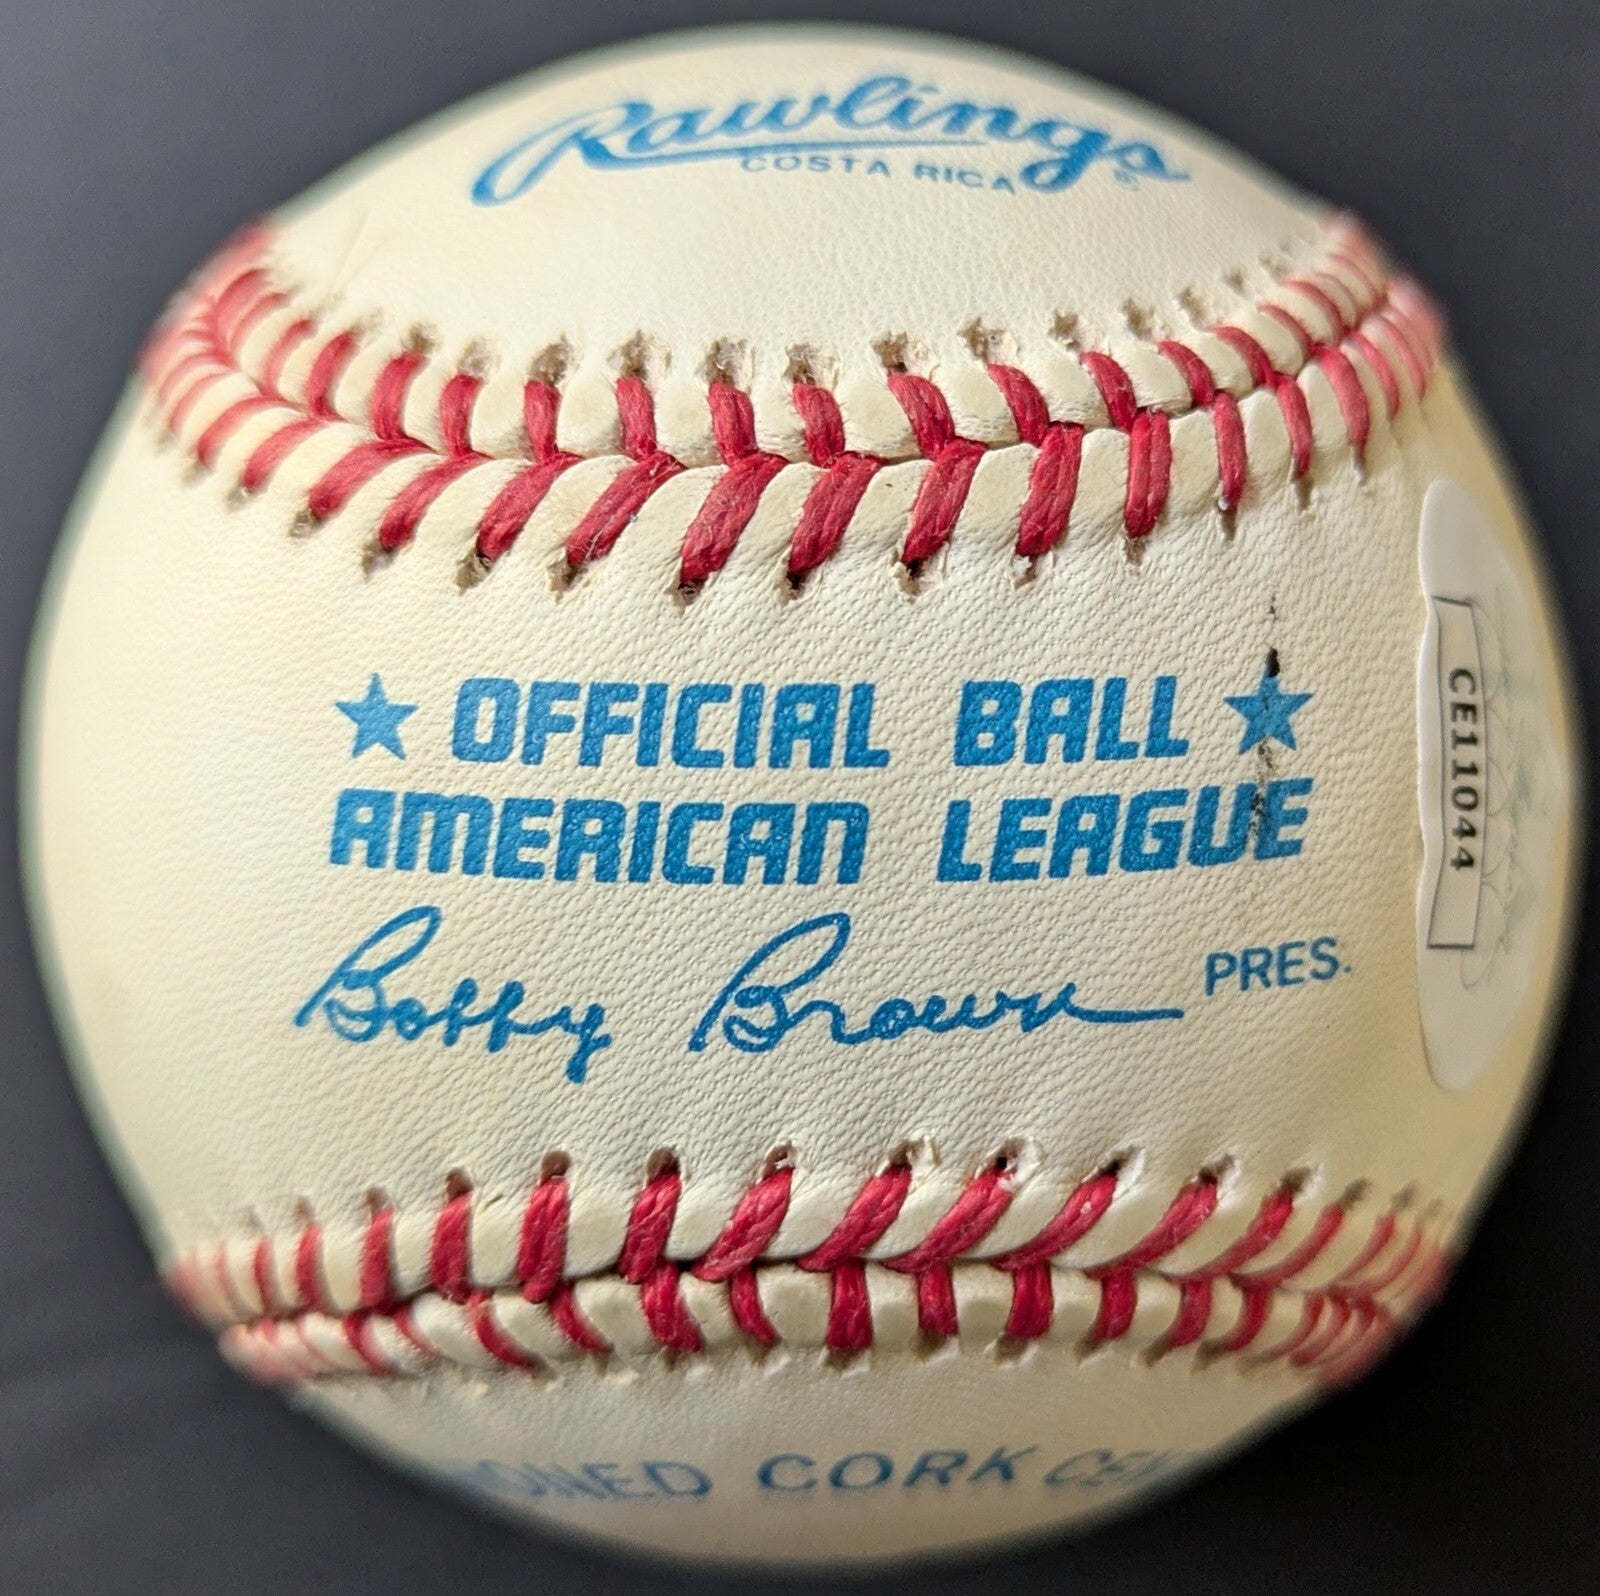 Rawlings
COSTA RICA
®
★ OFFICIAL BALL ★
AMERICAN LEAGUE
Bobby Brown PRES.
CE11044
CORK